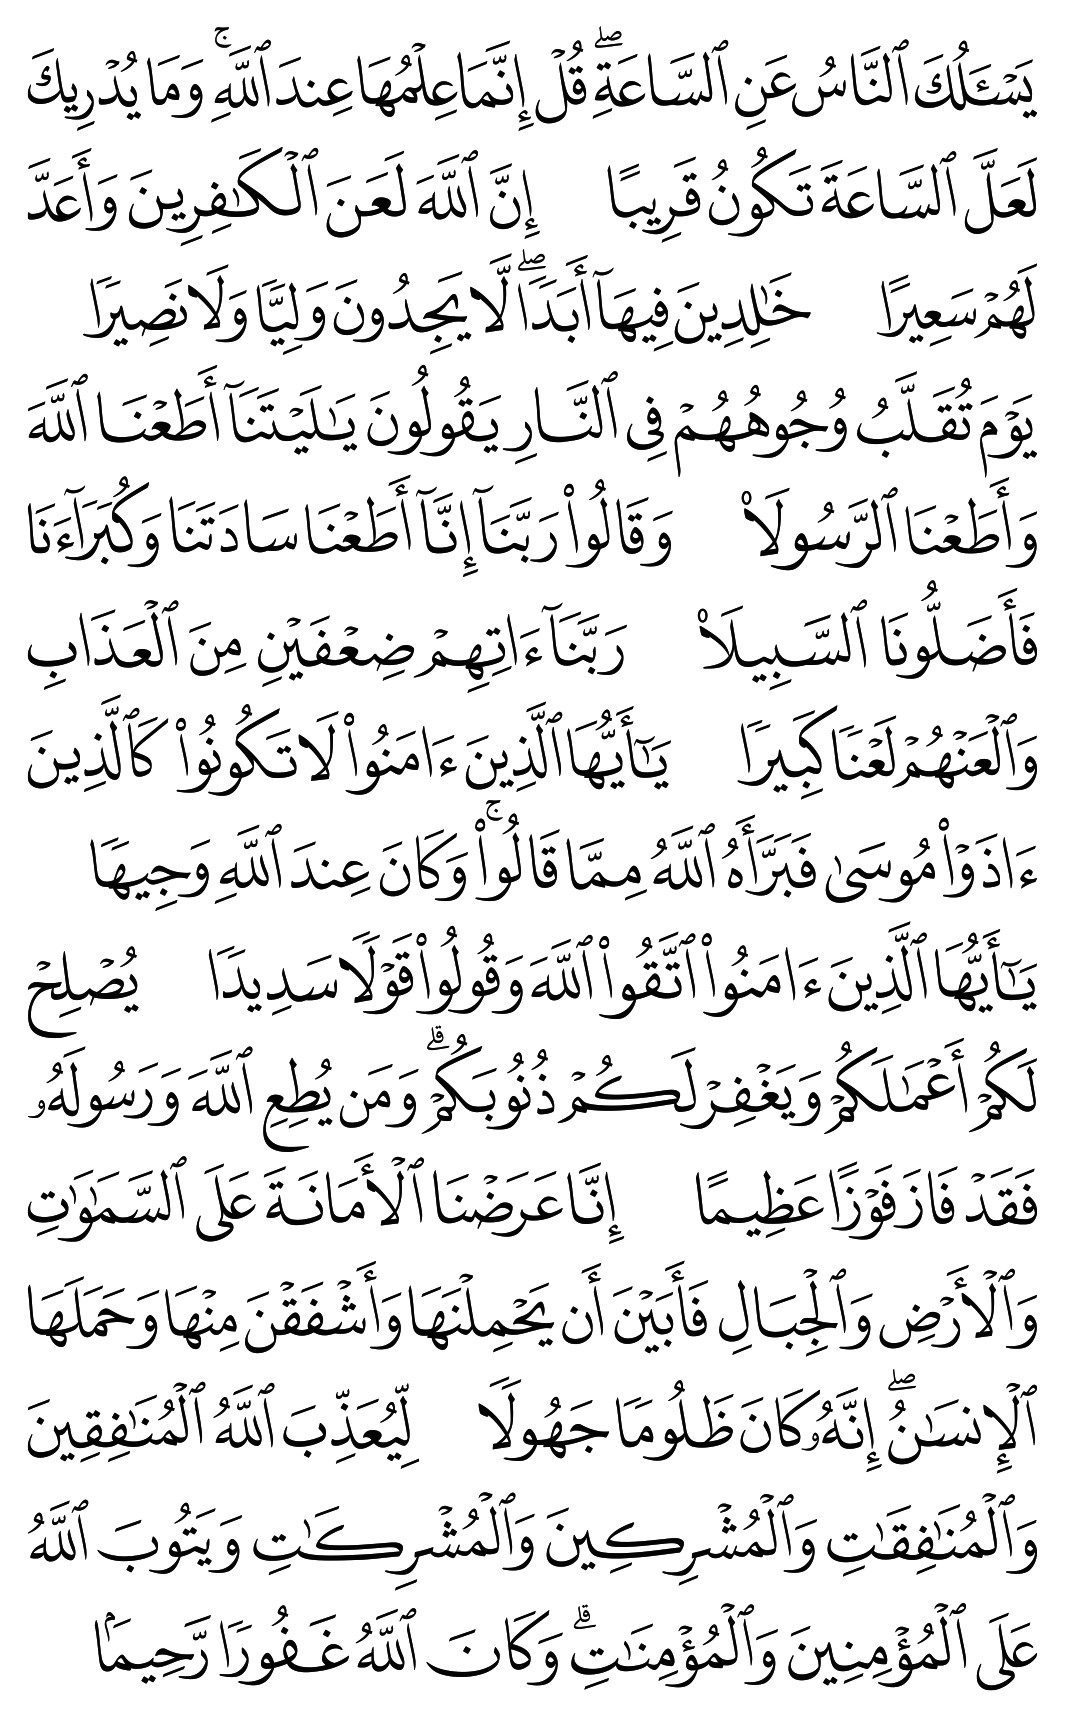 يَسْـَٔلُكَ ٱلنَّاسُ عَنِ ٱلسَّاعَةِۖ قُلْ إِنَّمَا عِلْمُهَا عِندَ ٱللَّهِۚ وَمَا يُدْرِيكَ
لَعَلَّ ٱلسَّاعَةَ تَكُونُ قَرِيبًا إِنَّ ٱللَّهَ لَعَنَ ٱلْكَٰفِرِينَ وَأَعَدَّ
لَهُمْ سَعِيرًا خَٰلِدِينَ فِيهَآ أَبَدًاۖ لَّا يَجِدُونَ وَلِيًّا وَلَا نَصِيرًا
يَوْمَ تُقَلَّبُ وُجُوهُهُمْ فِى ٱلنَّارِ يَقُولُونَ يَٰلَيْتَنَآ أَطَعْنَا ٱللَّهَ
وَأَطَعْنَا ٱلرَّسُولَا۠ وَقَالُوا۟ رَبَّنَآ إِنَّآ أَطَعْنَا سَادَتَنَا وَكُبَرَآءَنَا
فَأَضَلُّونَا ٱلسَّبِيلَا۠ رَبَّنَآ ءَاتِهِمْ ضِعْفَيْنِ مِنَ ٱلْعَذَابِ
وَٱلْعَنْهُمْ لَعْنًا كَبِيرًا يَٰٓأَيُّهَا ٱلَّذِينَ ءَامَنُوا۟ لَا تَكُونُوا۟ كَٱلَّذِينَ
ءَاذَوْا۟ مُوسَىٰ فَبَرَّأَهُ ٱللَّهُ مِمَّا قَالُوا۟ۚ وَكَانَ عِندَ ٱللَّهِ وَجِيهًا
يَٰٓأَيُّهَا ٱلَّذِينَ ءَامَنُوا۟ ٱتَّقُوا۟ ٱللَّهَ وَقُولُوا۟ قَوْلًا سَدِيدًا يُصْلِحْ
لَكُمْ أَعْمَٰلَكُمْ وَيَغْفِرْ لَكُمْ ذُنُوبَكُمْۗ وَمَن يُطِعِ ٱللَّهَ وَرَسُولَهُۥ
فَقَدْ فَازَ فَوْزًا عَظِيمًا إِنَّا عَرَضْنَا ٱلْأَمَانَةَ عَلَى ٱلسَّمَٰوَٰتِ
وَٱلْأَرْضِ وَٱلْجِبَالِ فَأَبَيْنَ أَن يَحْمِلْنَهَا وَأَشْفَقْنَ مِنْهَا وَحَمَلَهَا
ٱلْإِنسَٰنُۖ إِنَّهُۥ كَانَ ظَلُومًا جَهُولًا لِّيُعَذِّبَ ٱللَّهُ ٱلْمُنَٰفِقِينَ
وَٱلْمُنَٰفِقَٰتِ وَٱلْمُشْرِكِينَ وَٱلْمُشْرِكَٰتِ وَيَتُوبَ ٱللَّهُ
عَلَى ٱلْمُؤْمِنِينَ وَٱلْمُؤْمِنَٰتِۗ وَكَانَ ٱللَّهُ غَفُورًا رَّحِيمًۢا